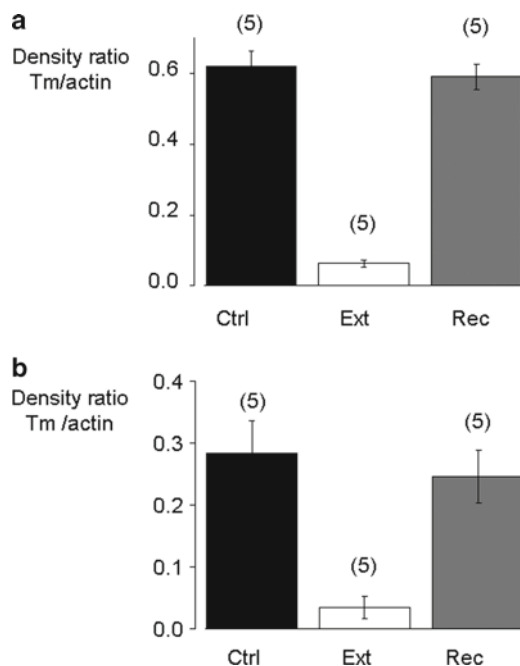 a
Density ratio
Tm/actin
(5) (5) (5)
0.6
0.4
0.2
0.0
Ctrl Ext Rec
b
Density ratio
Tm /actin
(5) (5) (5)
0.4
0.3
0.2
0.1
0.0
Ctrl Ext Rec